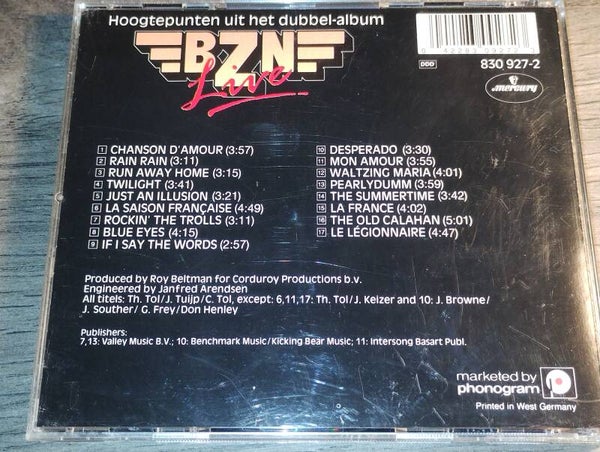 Hoogtepunten uit het dubbel-album
BZN
Live
0 42283 09272
DDD
830 927-2
mercury
1 CHANSON D'AMOUR (3:57)
2 RAIN RAIN (3:11)
3 RUN AWAY HOME (3:15)
4 TWILIGHT (3:41)
5 JUST AN ILLUSION (3:21)
6 LA SAISON FRANÇAISE (4:49)
7 ROCKIN' THE TROLLS (3:11)
8 BLUE EYES (4:15)
9 IF I SAY THE WORDS (2:57)
10 DESPERADO (3:30)
11 MON AMOUR (3:55)
12 WALTZING MARIA (4:01)
13 PEARLYDUMM (3:59)
14 THE SUMMERTIME (3:42)
15 LA FRANCE (4:02)
16 THE OLD CALAHAN (5:01)
17 LE LÉGIONNAIRE (4:47)
Produced by Roy Beltman for Corduroy Productions b.v.
Engineered by Janfred Arendsen
All titels: Th. Tol/J. Tuijp/C. Tol, except: 6,11,17: Th. Tol/J. Keizer and 10: J. Browne/
J. Souther/G. Frey/Don Henley
Publishers:
7,13: Valley Music B.V.; 10: Benchmark Music/Kicking Bear Music; 11: Intersong Basart Publ.
marketed by
phonogram
Printed in West Germany